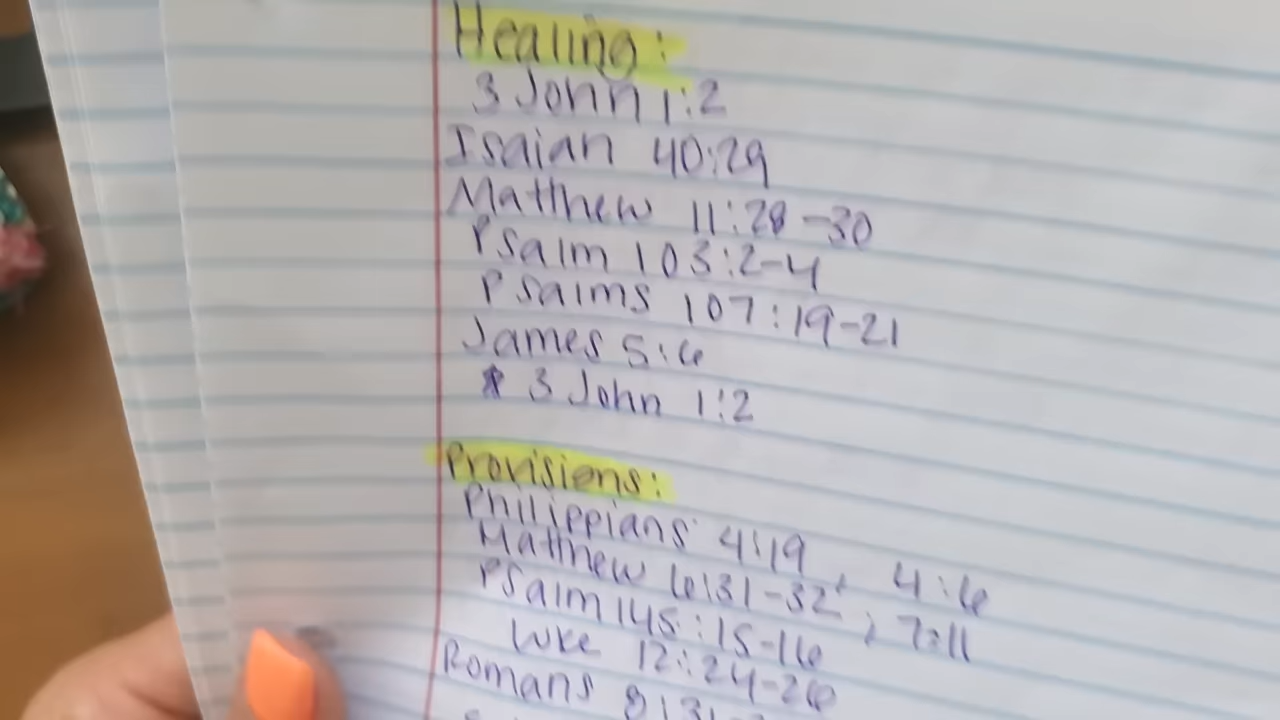 Healing:
3 John 1:2
Isaiah 40:29
Matthew 11:28-30
Psalm 103:2-4
Psalms 107:19-21
James 5:6
* 3 John 1:2
Provisions:
Philippians 4:19, 4:6
Matthew 6:31-32; 7:11
Psalm 145:15-16
Luke 12:24-26
Romans 8:31-